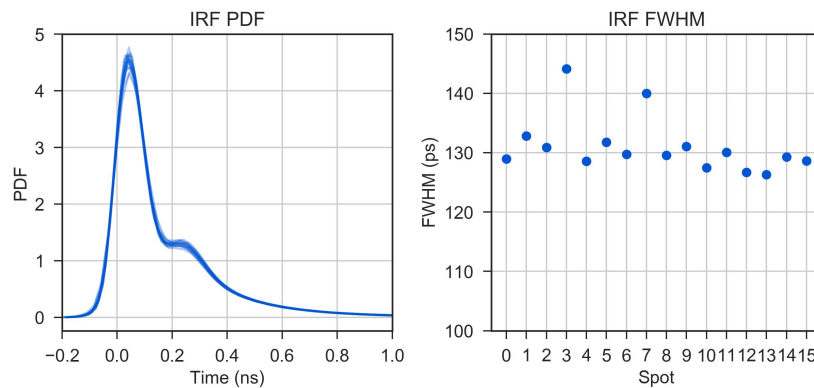 IRF PDF
5
4
3
2
1
0
PDF
−0.2 0.0 0.2 0.4 0.6 0.8 1.0
Time (ns)
IRF FWHM
150
140
130
120
110
100
FWHM (ps)
0 1 2 3 4 5 6 7 8 9 10 11 12 13 14 15
Spot